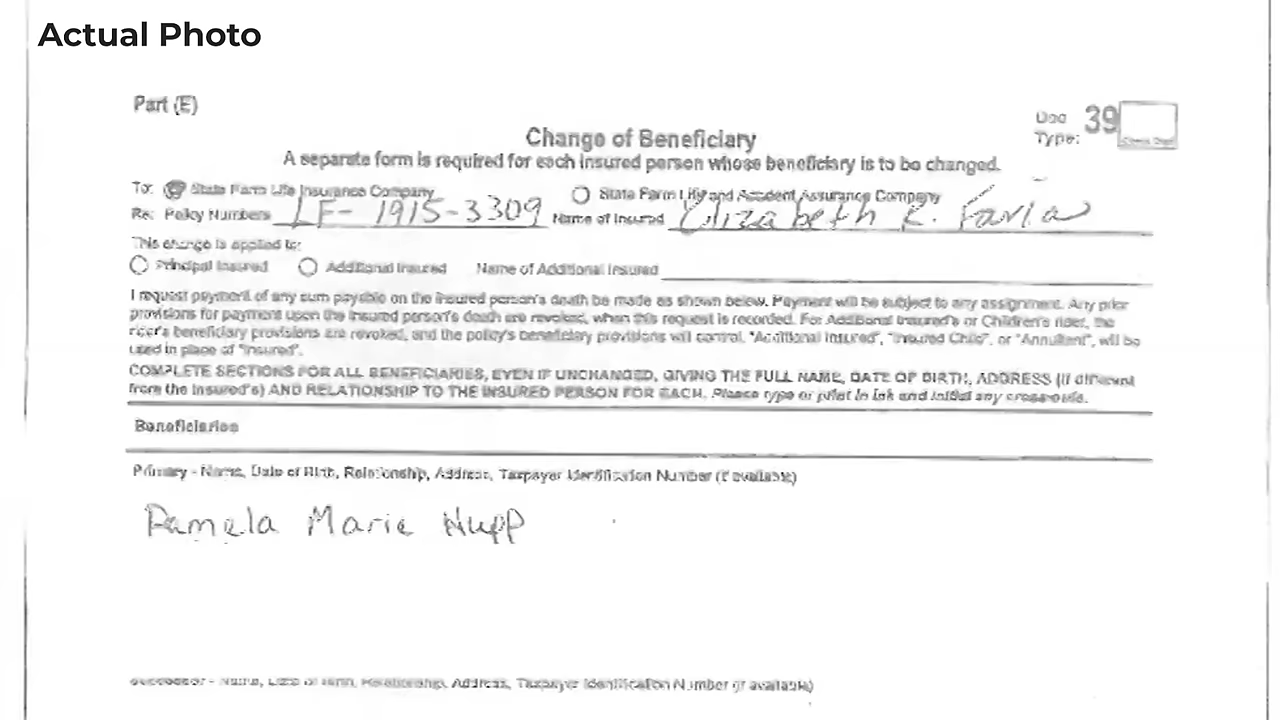 Actual Photo
Part (E)
Doc Type: 39
Change of Beneficiary
A separate form is required for each insured person whose beneficiary is to be changed.
To: State Farm Life Insurance Company State Farm Life and Accident Assurance Company
Re: Policy Numbers LF-1915-3309 Name of Insured Elizabeth K. Faria
This change is applied to:
Principal Insured Additional Insured Name of Additional Insured
I request payment of any sum payable on the insured person's death be made as shown below. Payment will be subject to any assignment. Any prior
provisions for payment upon the insured person's death are revoked, when this request is recorded. For Additional Insured's or Children's rider, the
rider's beneficiary provisions are revoked, and the policy's beneficiary provisions will control. "Additional Insured", "Insured Child", or "Annuitant", will be
used in place of "Insured".
COMPLETE SECTIONS FOR ALL BENEFICIARIES, EVEN IF UNCHANGED, GIVING THE FULL NAME, DATE OF BIRTH, ADDRESS (if different
from the Insured's) AND RELATIONSHIP TO THE INSURED PERSON FOR EACH. Please type or print in ink and initial any cross-outs.
Beneficiaries
Primary - Name, Date of Birth, Relationship, Address, Taxpayer Identification Number (if available)
Pamela Marie Hupp
Successor - Name, Date of Birth, Relationship, Address, Taxpayer Identification Number (if available)